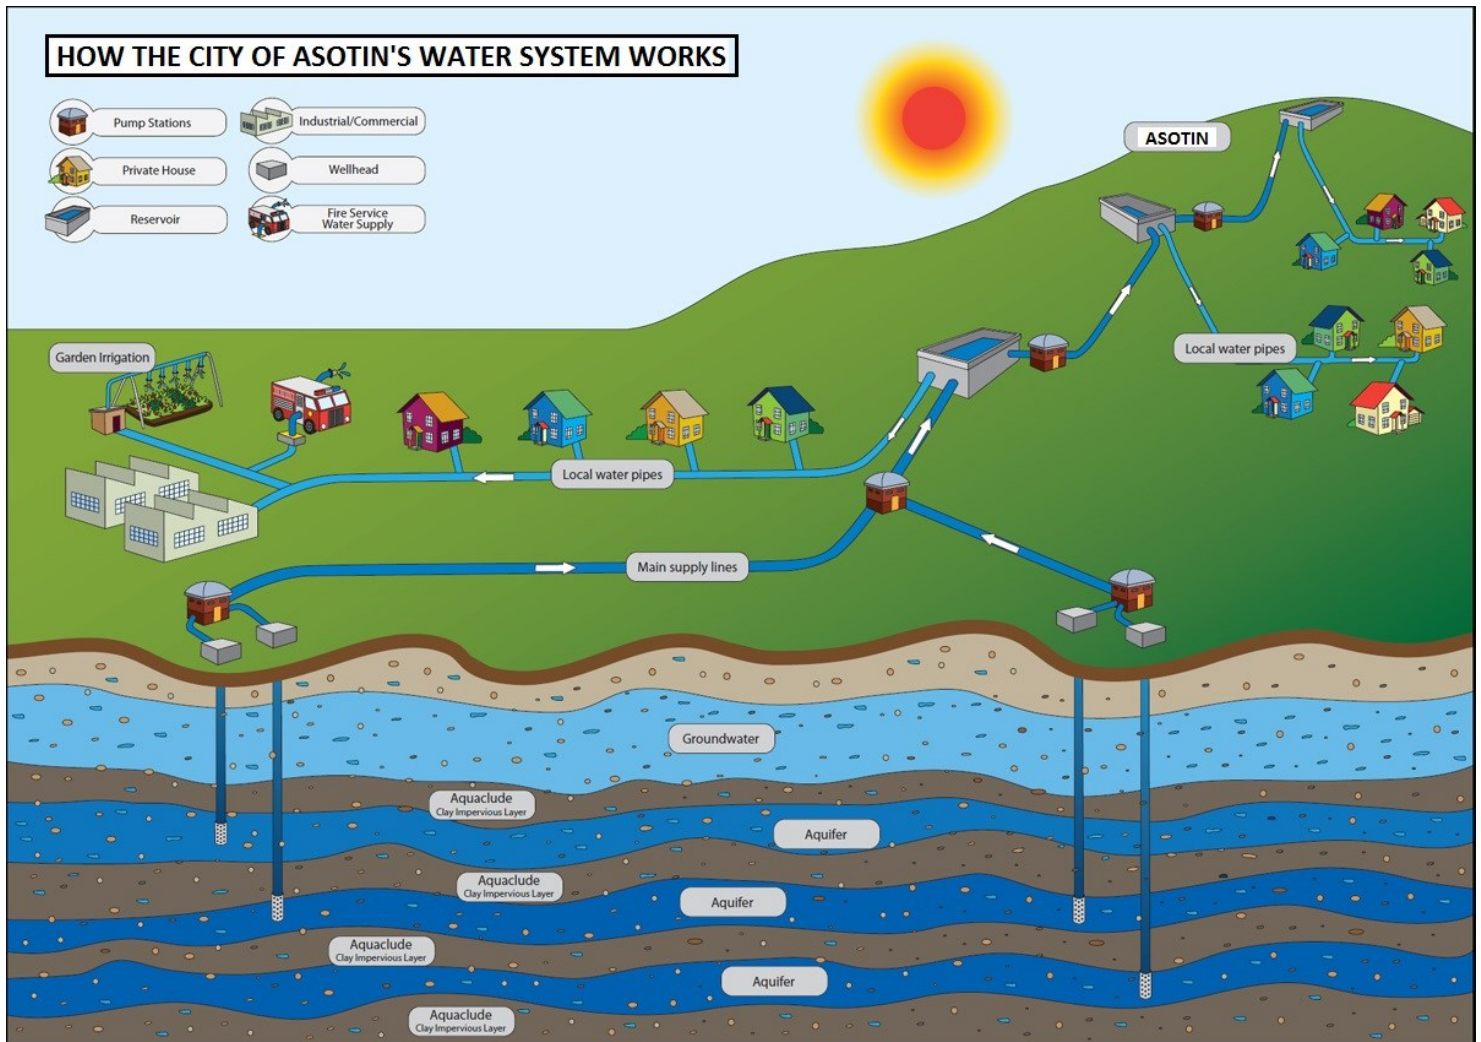 HOW THE CITY OF ASOTIN'S WATER SYSTEM WORKS
Pump Stations
Industrial/Commercial
Private House
Wellhead
Reservoir
Fire Service
Water Supply
ASOTIN
Garden Irrigation
Local water pipes
Local water pipes
Main supply lines
Groundwater
Aquaclude
Clay Impervious Layer
Aquifer
Aquaclude
Clay Impervious Layer
Aquifer
Aquaclude
Clay Impervious Layer
Aquifer
Aquaclude
Clay Impervious Layer